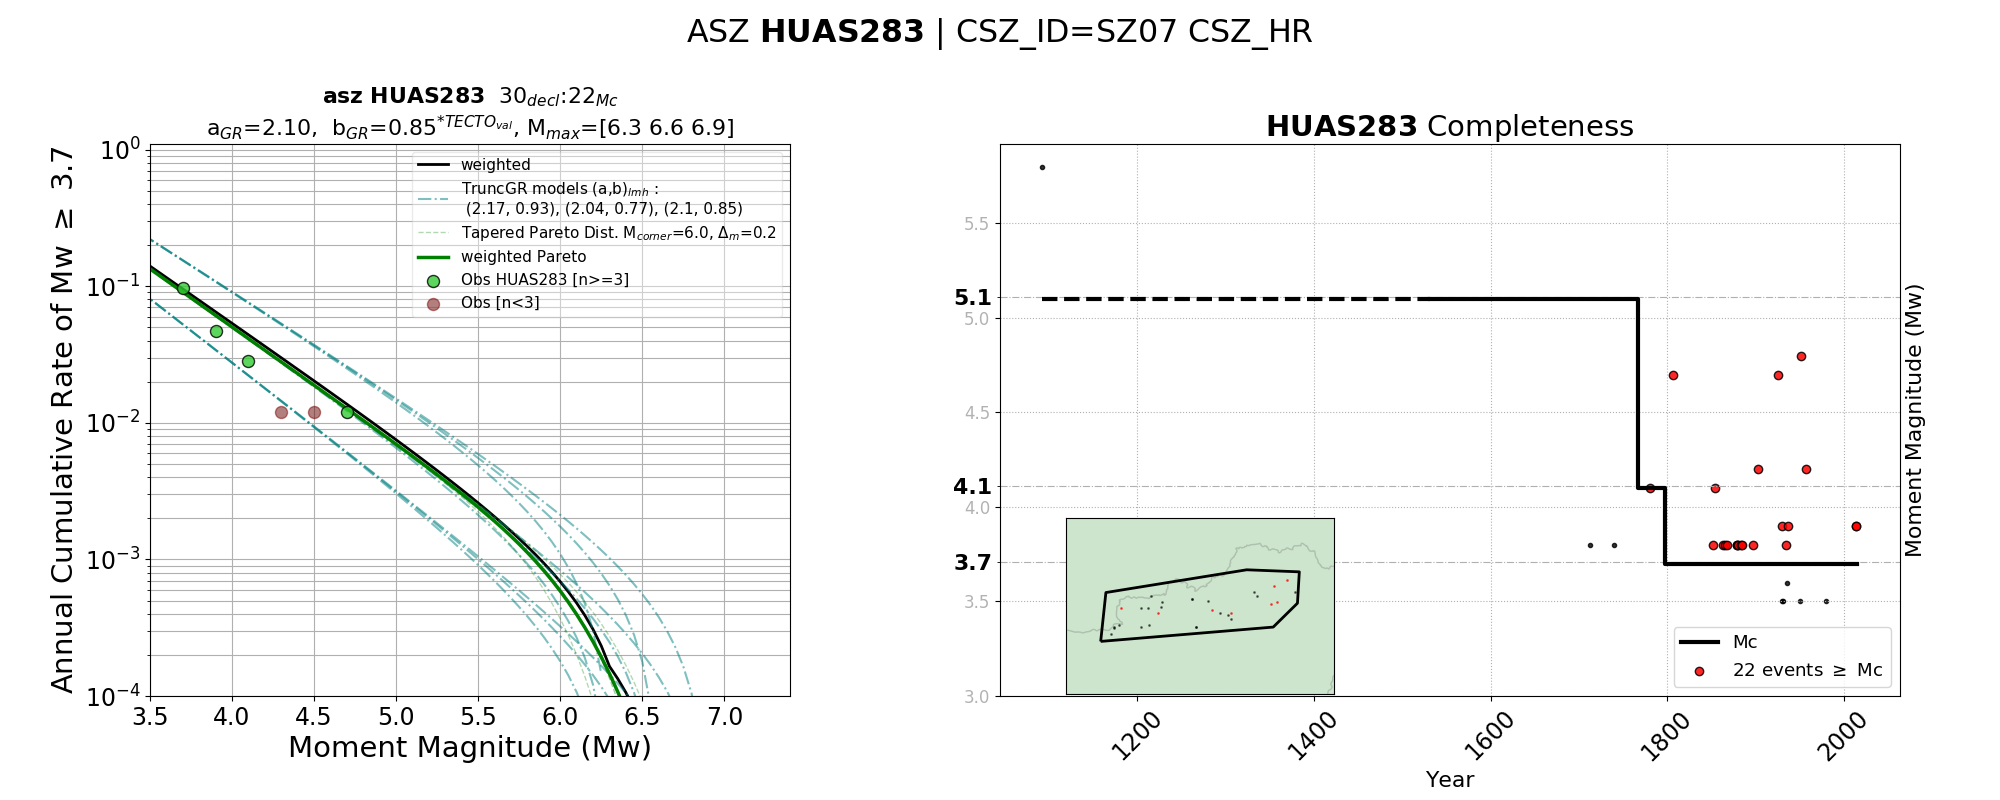 ASZ HUAS283 | CSZ_ID=SZ07 CSZ_HR
asz HUAS283 30decl:22Mc
aGR=2.10, bGR=0.85*TECTOval, Mmax=[6.3 6.6 6.9]
Annual Cumulative Rate of Mw ≥ 3.7
10^0
10^−1
10^−2
10^−3
10^−4
weighted
TruncGR models (a,b)lmh :
(2.17, 0.93), (2.04, 0.77), (2.1, 0.85)
Tapered Pareto Dist. Mcorner=6.0, Δm=0.2
weighted Pareto
Obs HUAS283 [n>=3]
Obs [n<3]
3.5 4.0 4.5 5.0 5.5 6.0 6.5 7.0
Moment Magnitude (Mw)
HUAS283 Completeness
5.5
5.1
5.0
4.5
4.1
4.0
3.7
3.5
3.0
Moment Magnitude (Mw)
Mc
22 events ≥ Mc
1200 1400 1600 1800 2000
Year